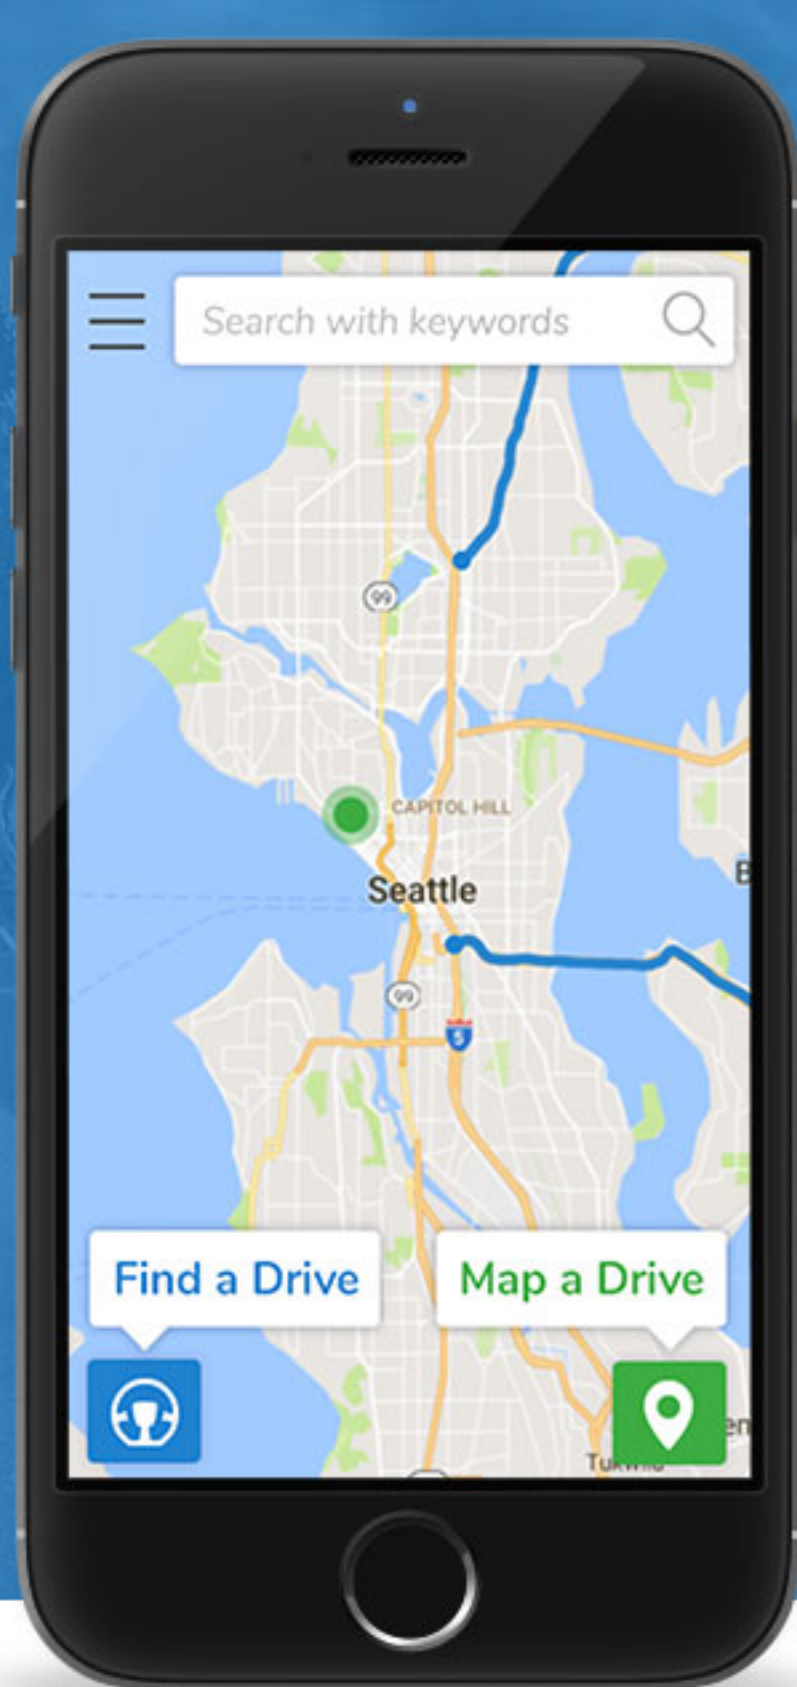 Search with keywords
99
CAPITOL HILL
Seattle
99
5
Find a Drive
Map a Drive